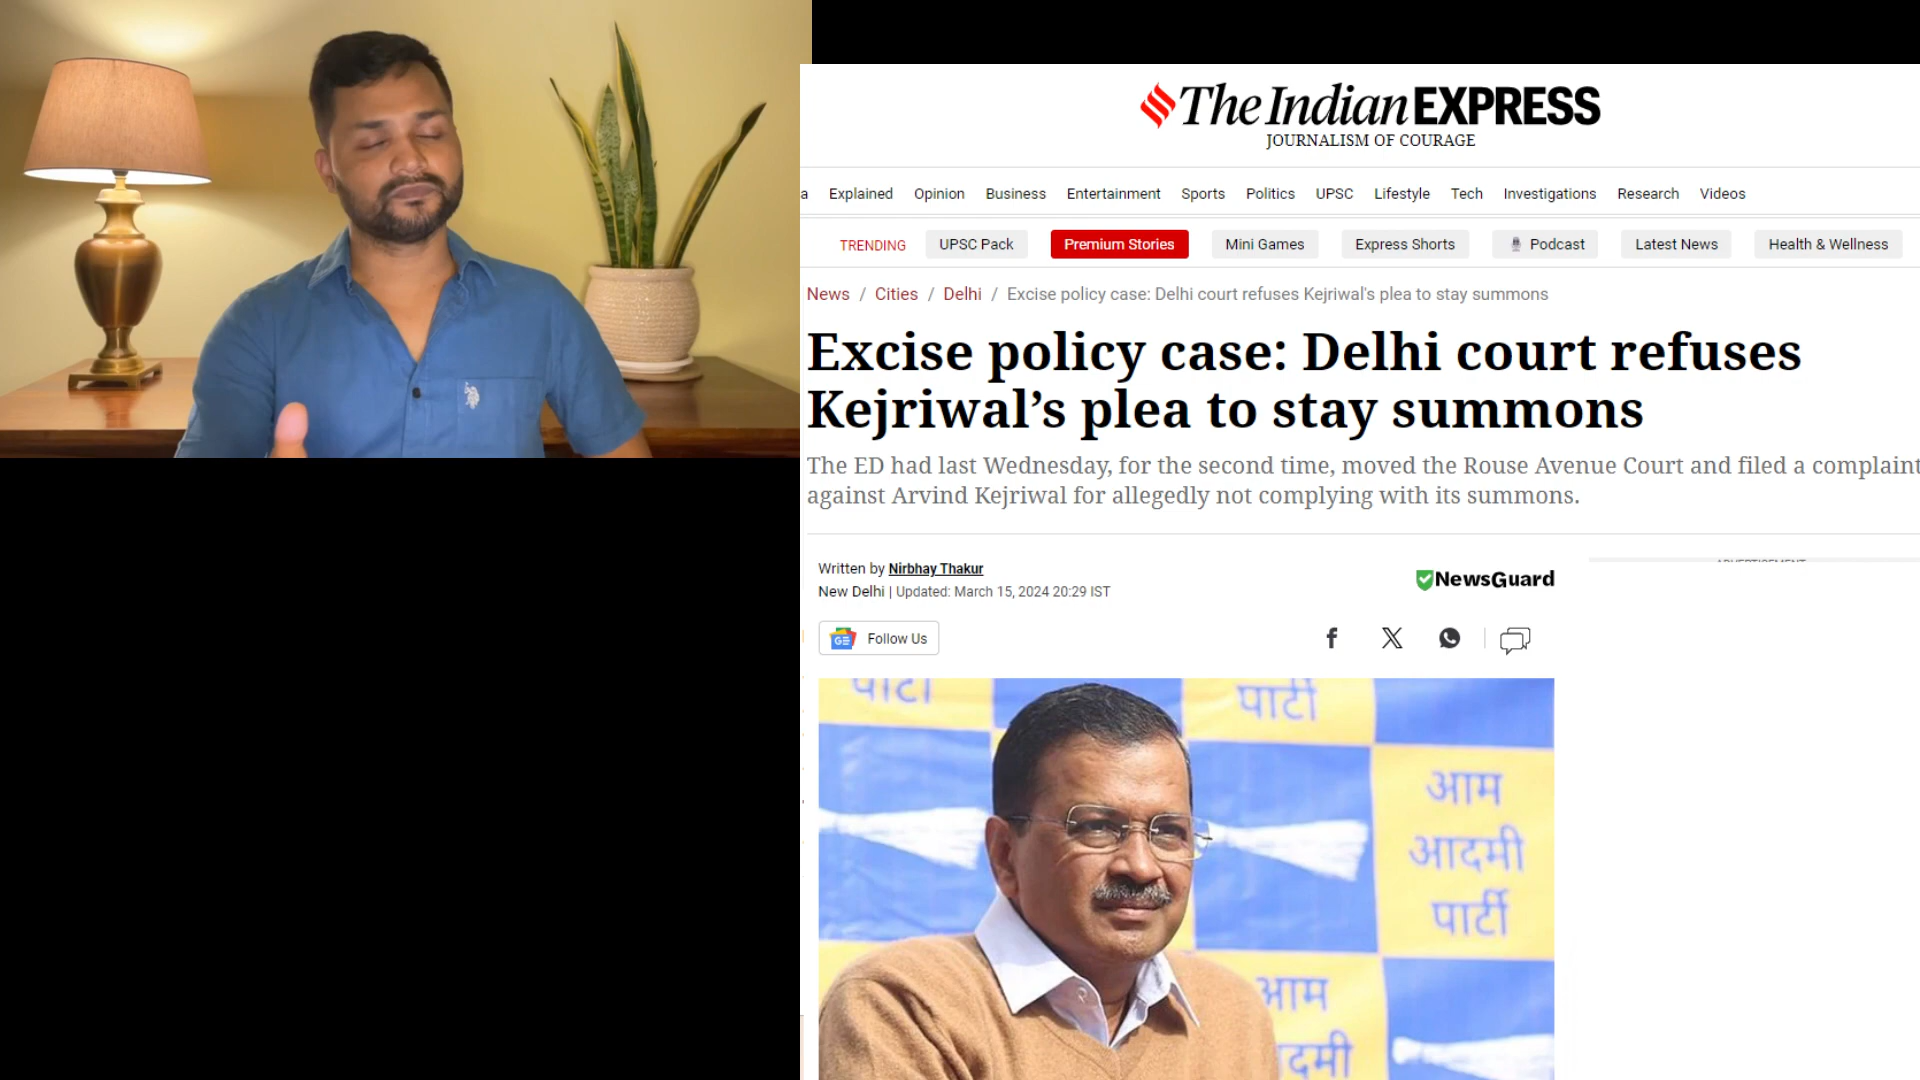 The Indian EXPRESS
JOURNALISM OF COURAGE
a Explained Opinion Business Entertainment Sports Politics UPSC Lifestyle Tech Investigations Research Videos
TRENDING UPSC Pack Premium Stories Mini Games Express Shorts Podcast Latest News Health & Wellness
News / Cities / Delhi / Excise policy case: Delhi court refuses Kejriwal's plea to stay summons
Excise policy case: Delhi court refuses
Kejriwal’s plea to stay summons
The ED had last Wednesday, for the second time, moved the Rouse Avenue Court and filed a complaint
against Arvind Kejriwal for allegedly not complying with its summons.
ADVERTISEMENT
Written by Nirbhay Thakur
NewsGuard
New Delhi | Updated: March 15, 2024 20:29 IST
GE Follow Us
पार्टी
पार्टी
आम
आदमी
पार्टी
आम
आदमी